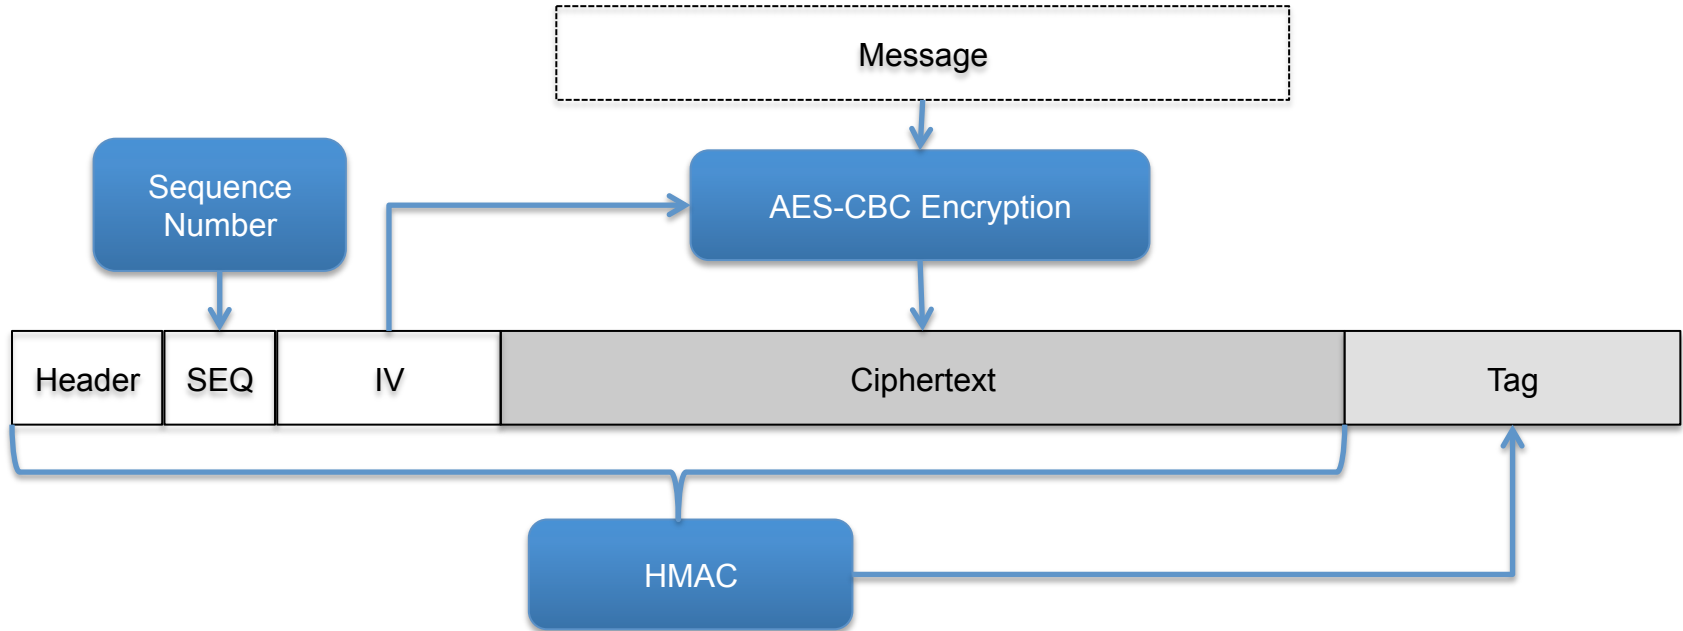 Message
Sequence
Number
AES-CBC Encryption
Header
SEQ
IV
Ciphertext
Tag
HMAC